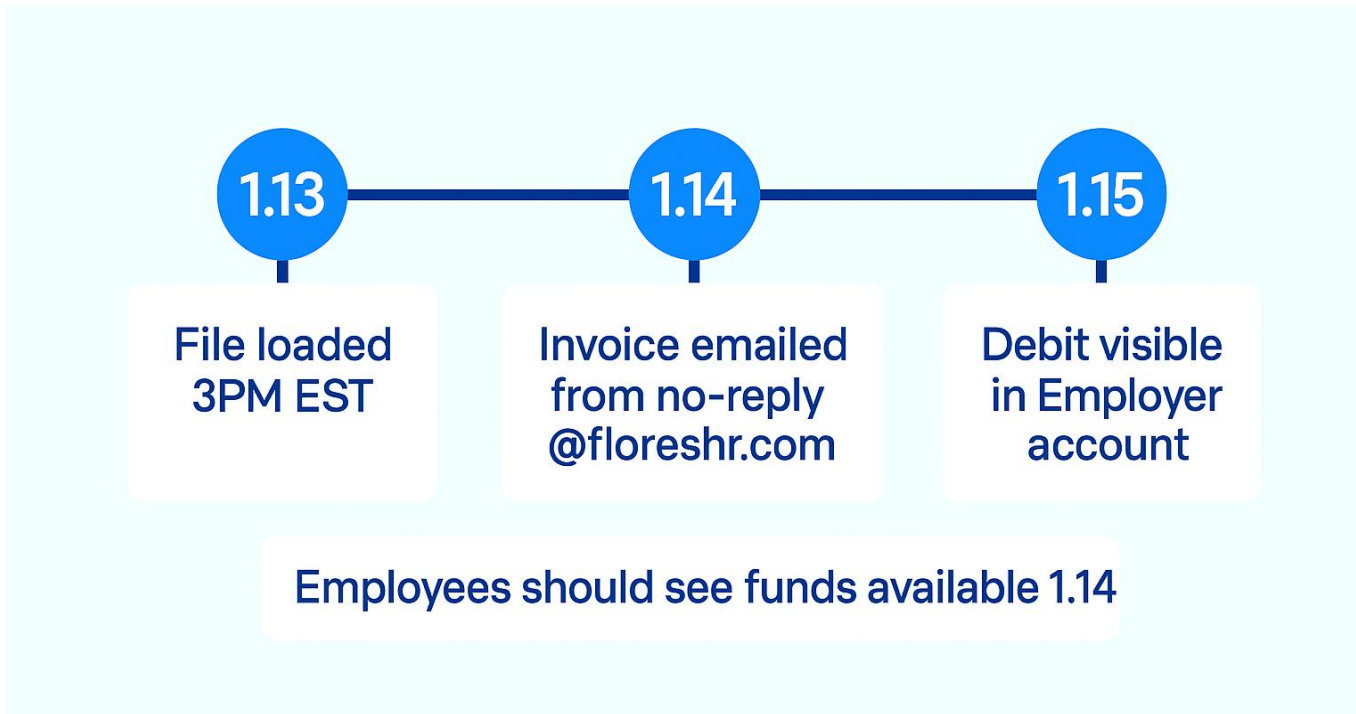 1.13
1.14
1.15
File loaded
3PM EST
Invoice emailed
from no-reply
@floreshr.com
Debit visible
in Employer
account
Employees should see funds available 1.14